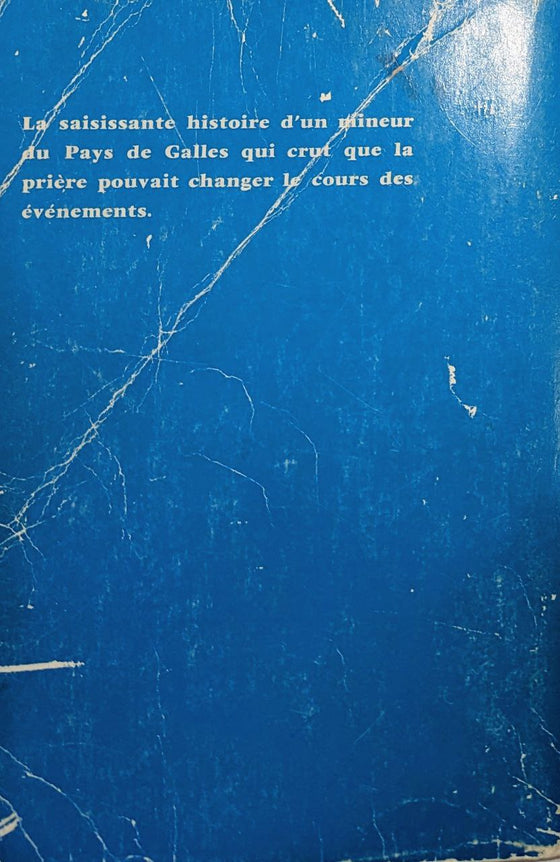 La saisissante histoire d'un mineur
du Pays de Galles qui crut que la
prière pouvait changer le cours des
événements.